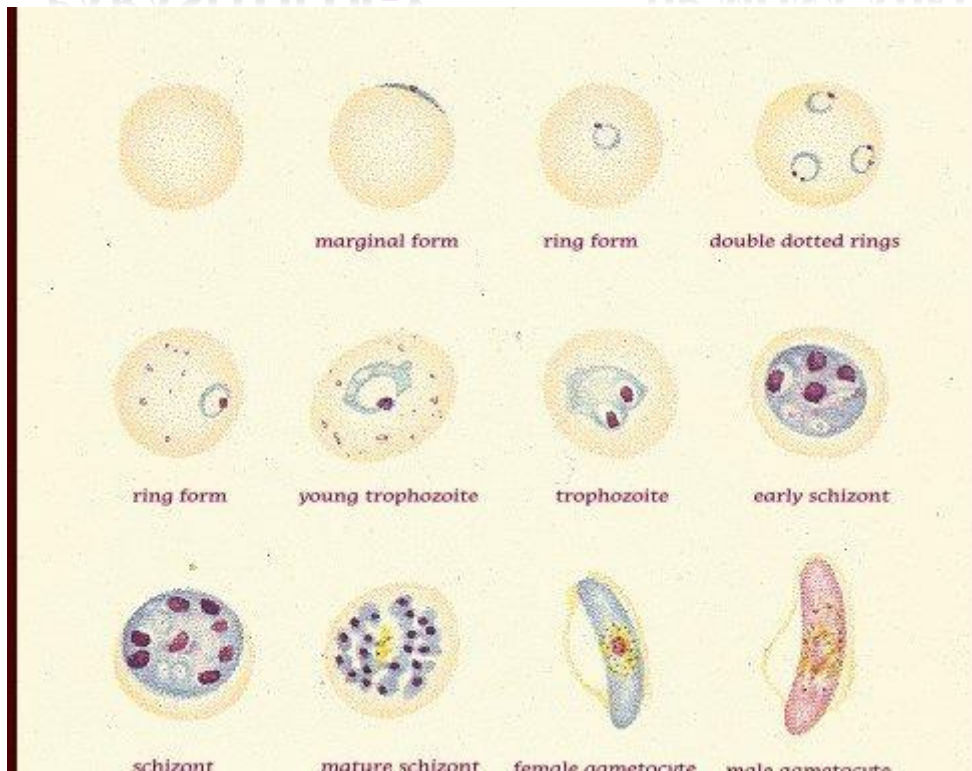 marginal form ring form double dotted rings
ring form young trophozoite trophozoite early schizont
schizont mature schizont female gametocyte male gametocyte